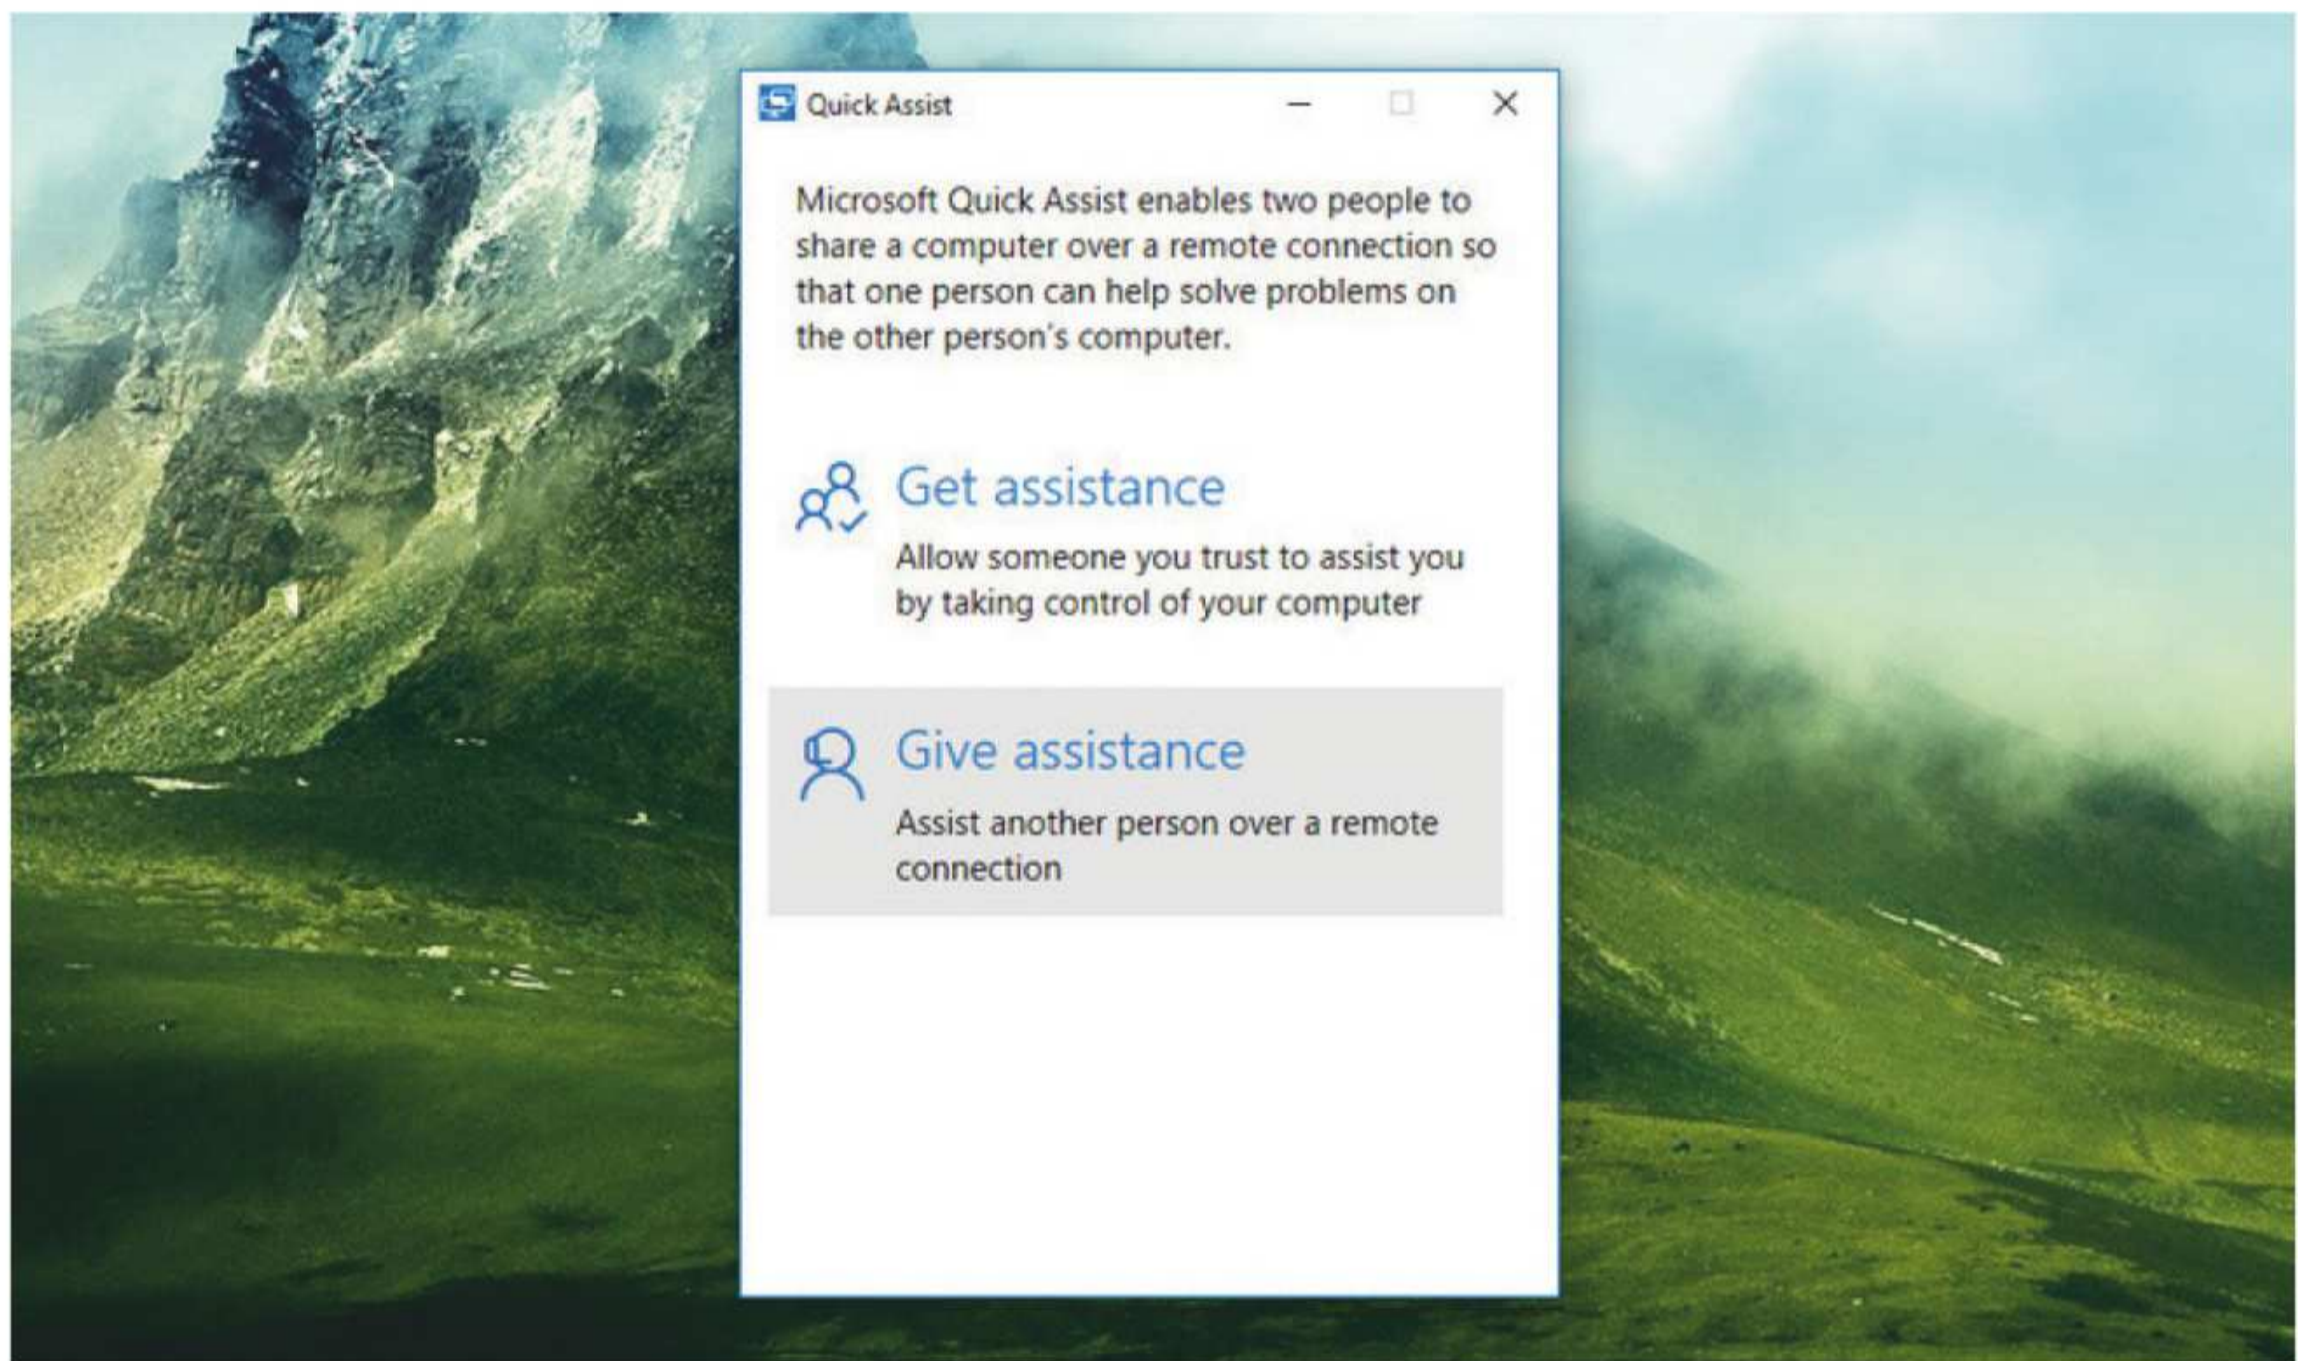 Quick Assist
Microsoft Quick Assist enables two people to
share a computer over a remote connection so
that one person can help solve problems on
the other person's computer.
Get assistance
Allow someone you trust to assist you
by taking control of your computer
Give assistance
Assist another person over a remote
connection